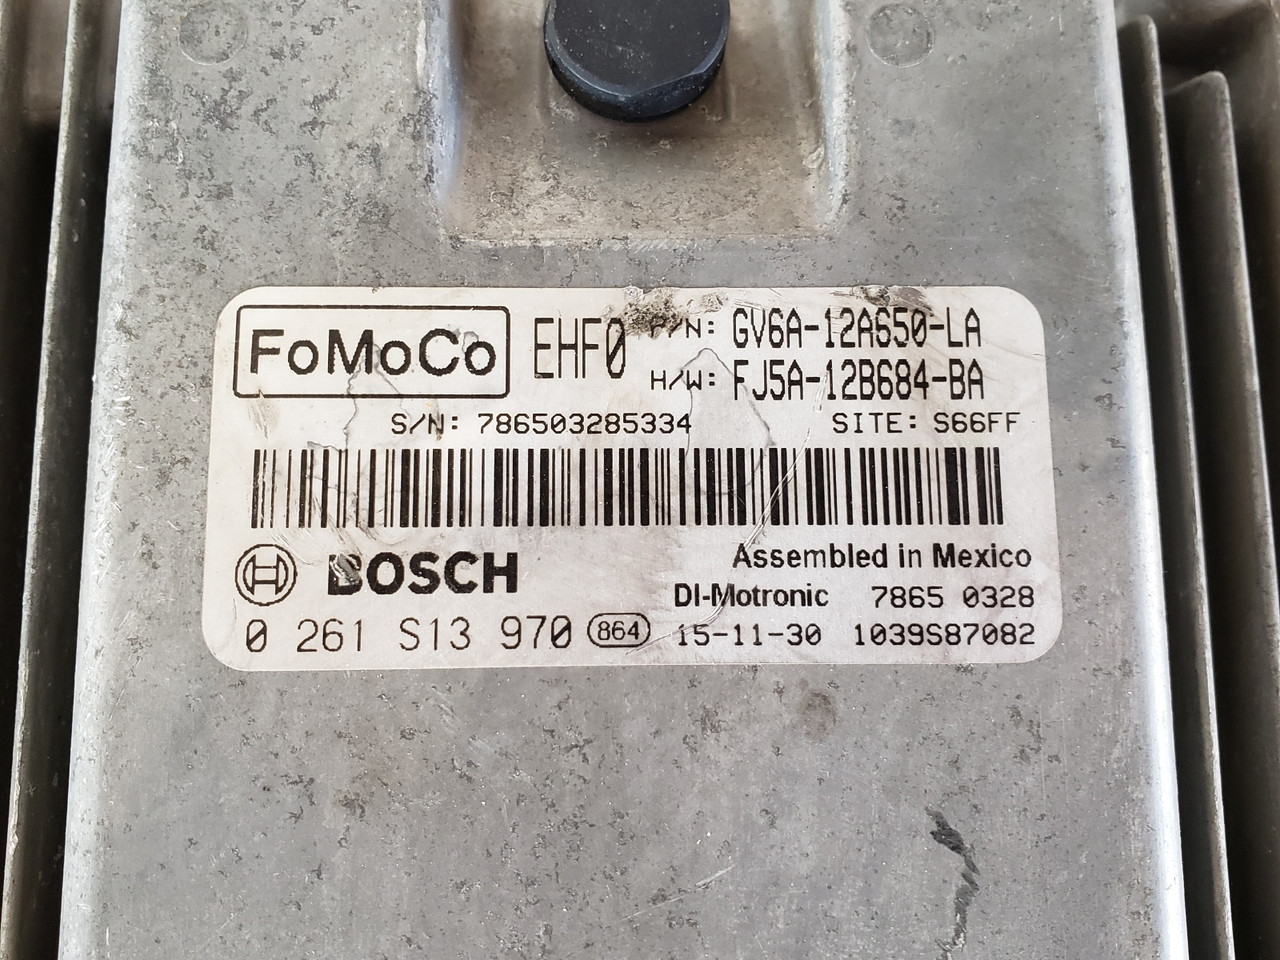 FoMoCo EHF0 P/N: GV6A-12A650-LA
H/W: FJ5A-12B684-BA
S/N: 786503285334 SITE: S66FF
BOSCH Assembled in Mexico
DI-Motronic 7865 0328
0 261 S13 970 864 15-11-30 1039S87082